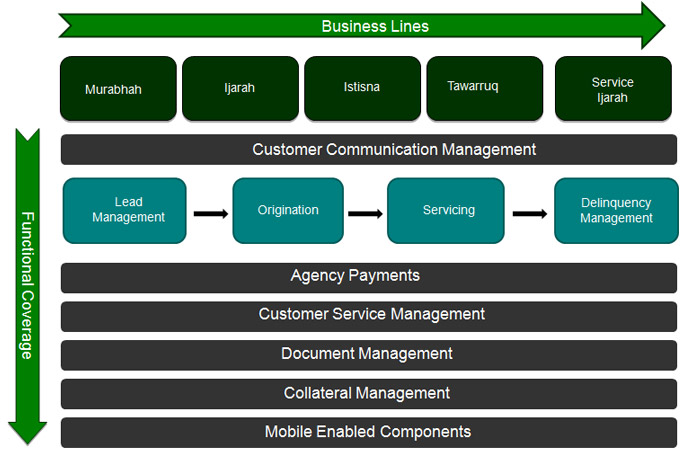 Business Lines
Murabhah
Ijarah
Istisna
Tawarruq
Service
Ijarah
Customer Communication Management
Functional Coverage
Lead
Management
Origination
Servicing
Delinquency
Management
Agency Payments
Customer Service Management
Document Management
Collateral Management
Mobile Enabled Components